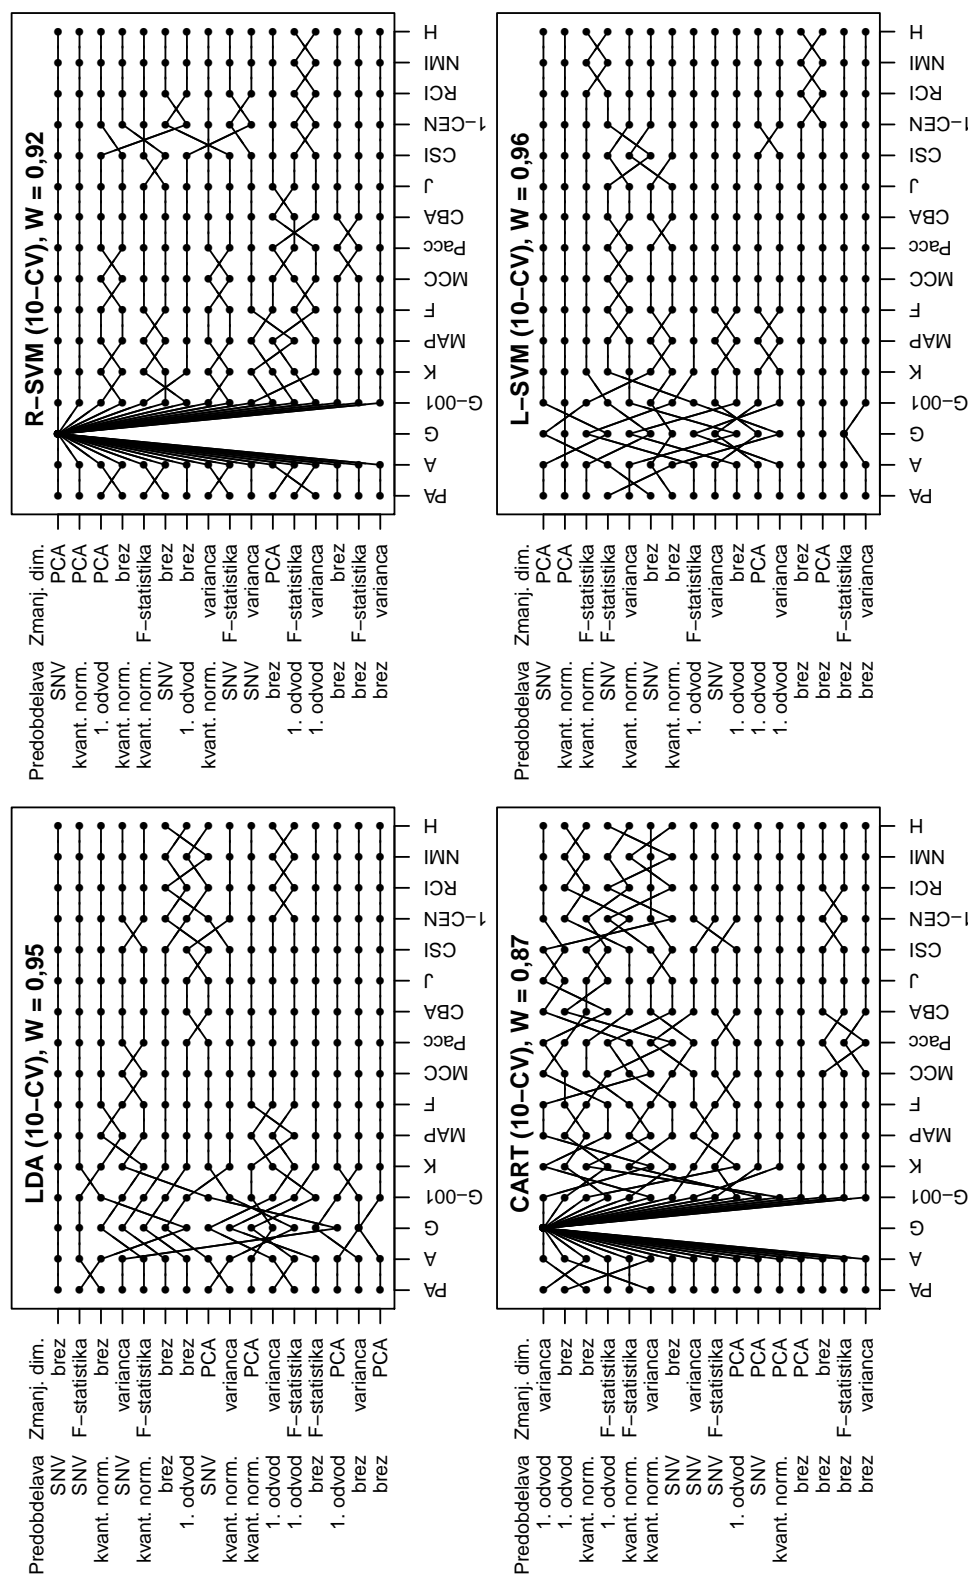 LDA (10−CV), W = 0,95
Predobdelava Zmanj. dim.
SNV brez
SNV F−statistika
kvant. norm. brez
SNV varianca
kvant. norm. F−statistika
brez brez
1. odvod brez
SNV PCA
kvant. norm. varianca
kvant. norm. PCA
1. odvod varianca
1. odvod F−statistika
brez F−statistika
1. odvod PCA
brez varianca
brez PCA
PA A G G−001 K MAP F MCC Pacc CBA J CSI 1−CEN RCI NMI H
R−SVM (10−CV), W = 0,92
Predobdelava Zmanj. dim.
SNV PCA
kvant. norm. PCA
1. odvod PCA
kvant. norm. brez
kvant. norm. F−statistika
SNV brez
1. odvod brez
kvant. norm. varianca
SNV F−statistika
SNV varianca
brez PCA
1. odvod F−statistika
1. odvod varianca
brez brez
brez F−statistika
brez varianca
PA A G G−001 K MAP F MCC Pacc CBA J CSI 1−CEN RCI NMI H
CART (10−CV), W = 0,87
Predobdelava Zmanj. dim.
1. odvod varianca
1. odvod brez
kvant. norm. brez
1. odvod F−statistika
kvant. norm. F−statistika
kvant. norm. varianca
SNV brez
SNV varianca
SNV F−statistika
1. odvod PCA
SNV PCA
kvant. norm. PCA
brez PCA
brez brez
brez F−statistika
brez varianca
PA A G G−001 K MAP F MCC Pacc CBA J CSI 1−CEN RCI NMI H
L−SVM (10−CV), W = 0,96
Predobdelava Zmanj. dim.
SNV PCA
kvant. norm. PCA
kvant. norm. F−statistika
SNV F−statistika
kvant. norm. varianca
SNV brez
kvant. norm. brez
1. odvod F−statistika
SNV varianca
1. odvod brez
1. odvod PCA
1. odvod varianca
brez brez
brez PCA
brez F−statistika
brez varianca
PA A G G−001 K MAP F MCC Pacc CBA J CSI 1−CEN RCI NMI H